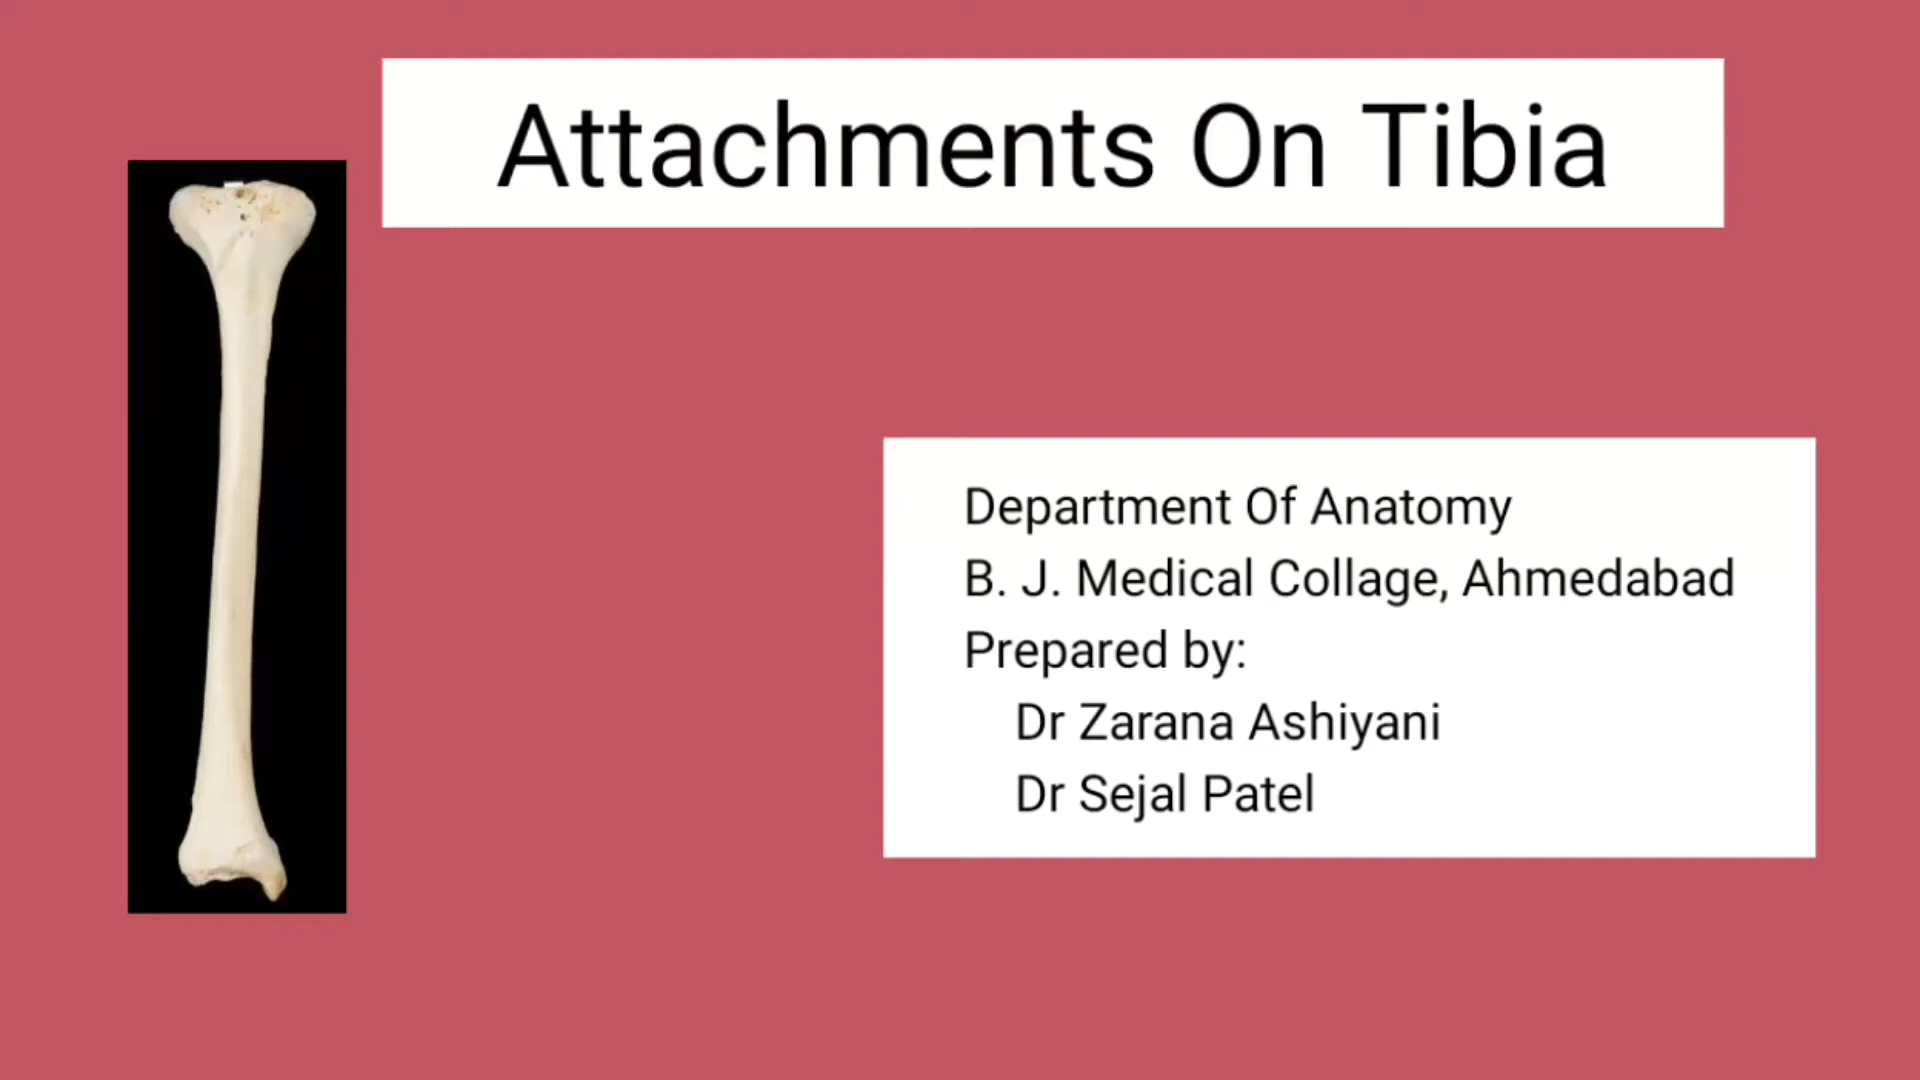 Attachments On Tibia
Department Of Anatomy
B. J. Medical Collage, Ahmedabad
Prepared by:
Dr Zarana Ashiyani
Dr Sejal Patel